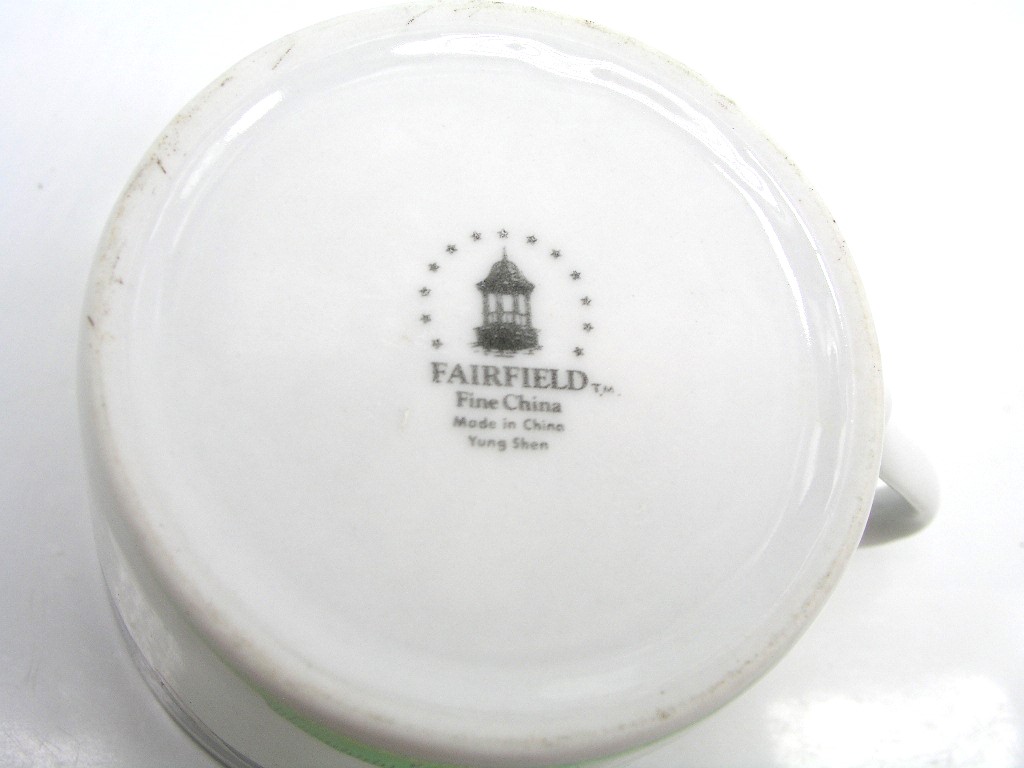 FAIRFIELD T.M.
Fine China
Made in China
Yung Shen